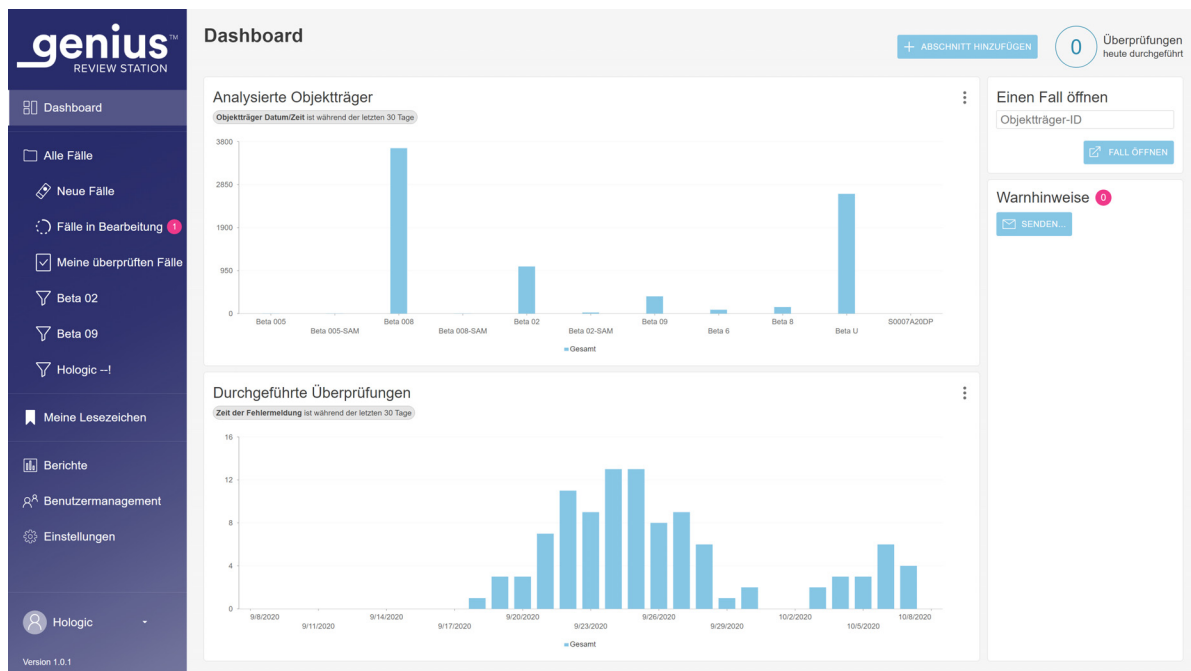 genius™
REVIEW STATION
Dashboard
Alle Fälle
Neue Fälle
Fälle in Bearbeitung 1
Meine überprüften Fälle
Beta 02
Beta 09
Hologic --!
Meine Lesezeichen
Berichte
Benutzermanagement
Einstellungen
Hologic
Version 1.0.1
Dashboard
+ ABSCHNITT HINZUFÜGEN
0
Überprüfungen
heute durchgeführt
Analysierte Objektträger
Objektträger Datum/Zeit ist während der letzten 30 Tage
3800
2850
1900
950
0
Beta 005
Beta 005-SAM
Beta 008
Beta 008-SAM
Beta 02
Beta 02-SAM
Beta 09
Beta 6
Beta 8
Beta U
S0007A20DP
Gesamt
Durchgeführte Überprüfungen
Zeit der Fehlermeldung ist während der letzten 30 Tage
16
12
8
4
0
9/8/2020
9/11/2020
9/14/2020
9/17/2020
9/20/2020
9/23/2020
9/26/2020
9/29/2020
10/2/2020
10/5/2020
10/8/2020
Gesamt
Einen Fall öffnen
Objektträger-ID
FALL ÖFFNEN
Warnhinweise 0
SENDEN...